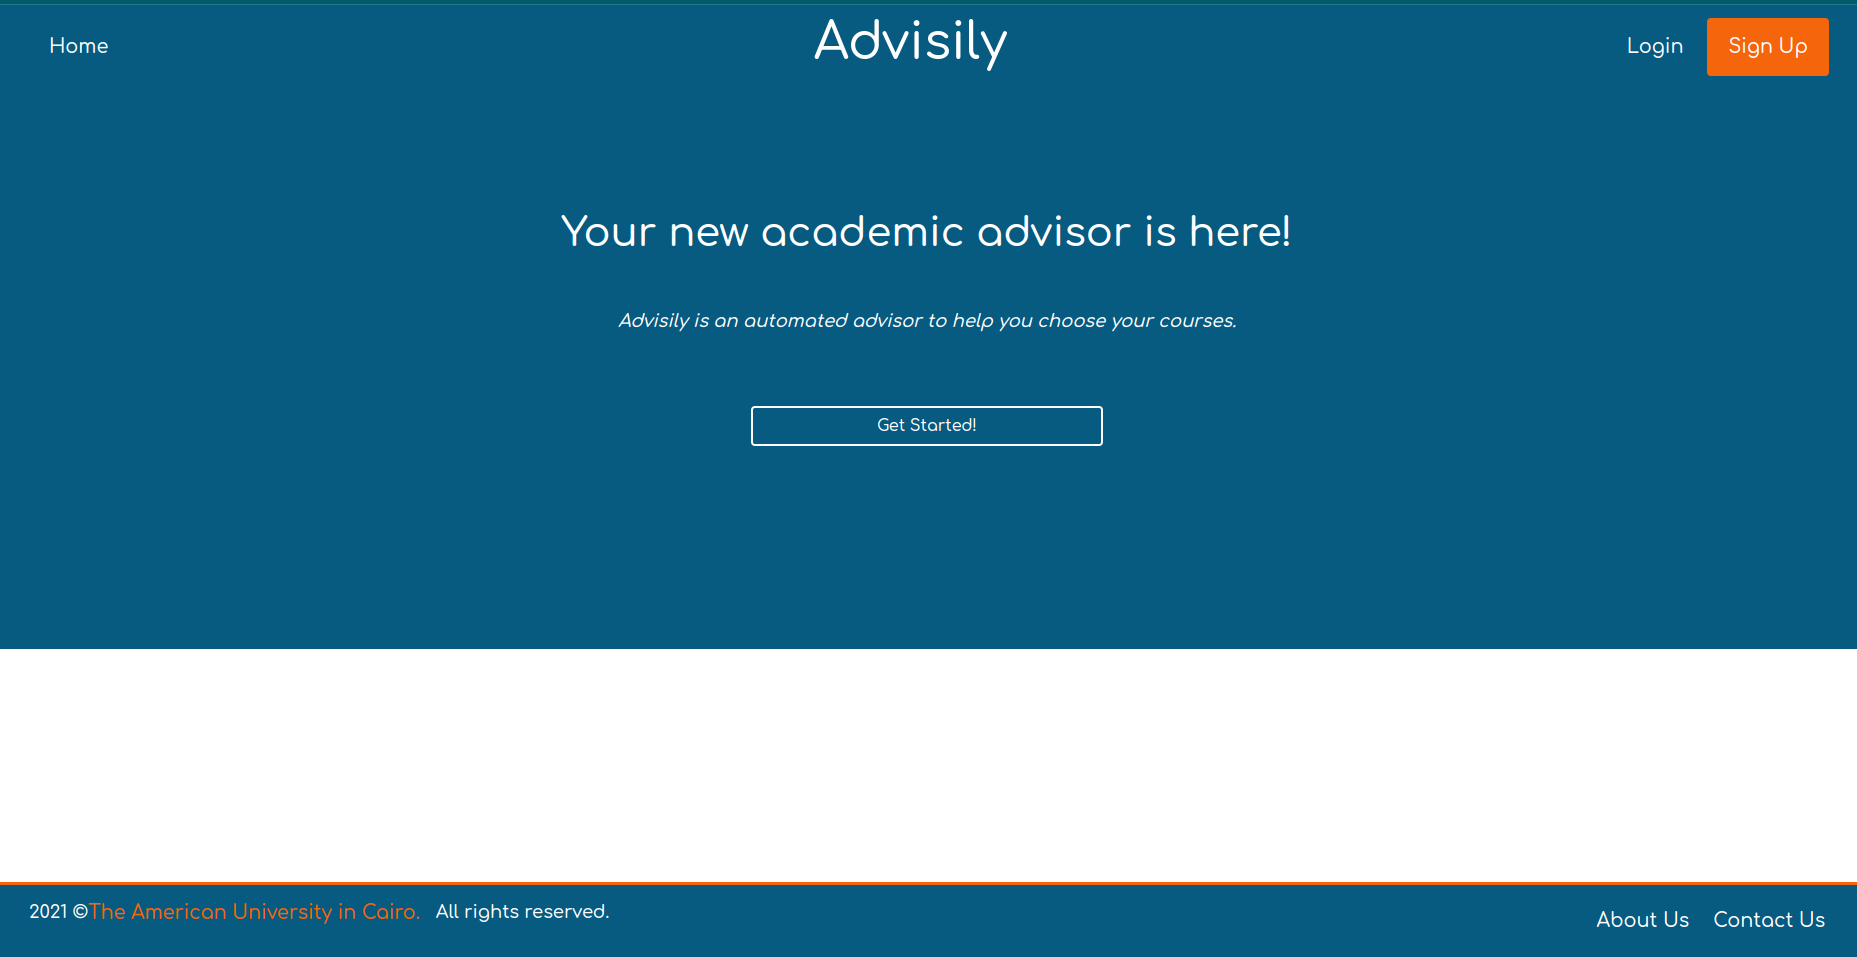 Home
Advisily
Login
Sign Up
Your new academic advisor is here!
Advisily is an automated advisor to help you choose your courses.
Get Started!
2021 ©The American University in Cairo. All rights reserved.
About Us
Contact Us